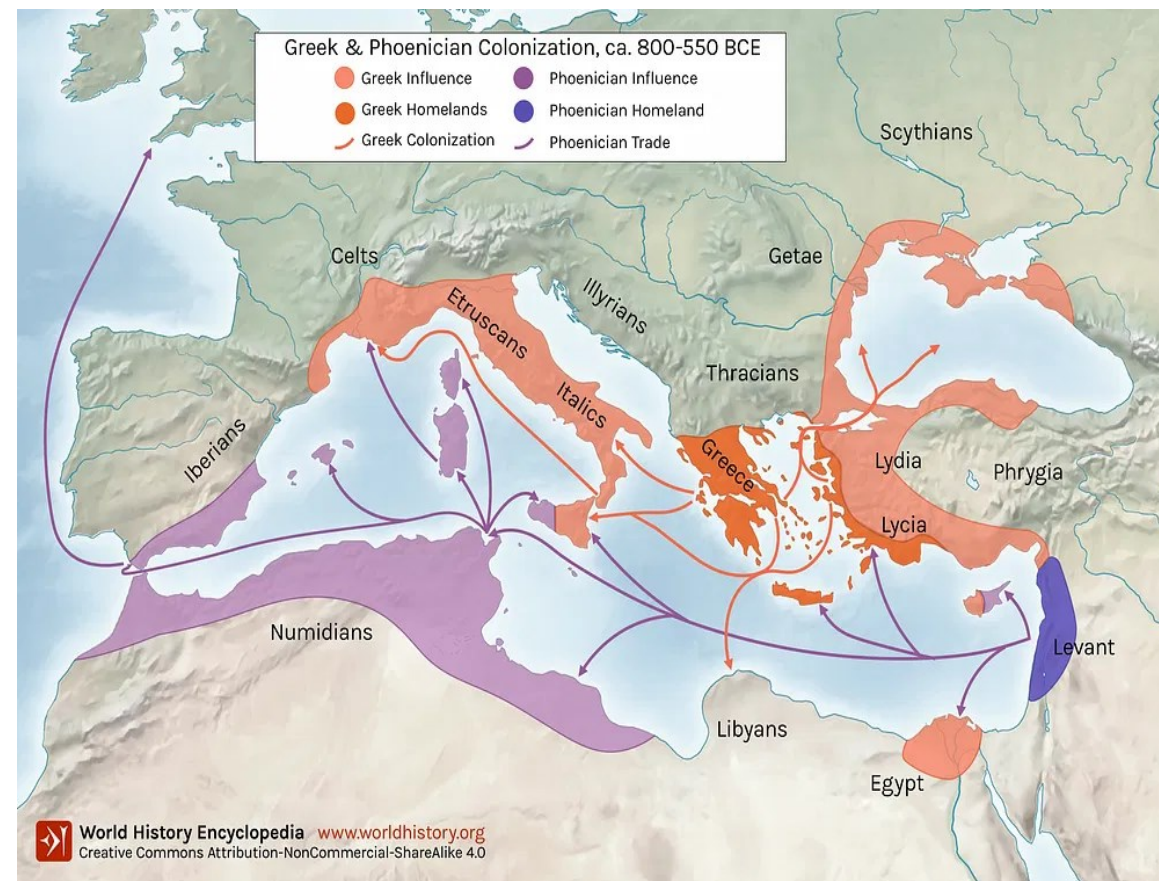 Greek & Phoenician Colonization, ca. 800-550 BCE
Greek Influence
Phoenician Influence
Greek Homelands
Phoenician Homeland
Greek Colonization
Phoenician Trade
Scythians
Celts
Getae
Etruscans
Illyrians
Thracians
Italics
Iberians
Greece
Lydia
Phrygia
Lycia
Numidians
Levant
Libyans
Egypt
World History Encyclopedia www.worldhistory.org
Creative Commons Attribution-NonCommercial-ShareAlike 4.0